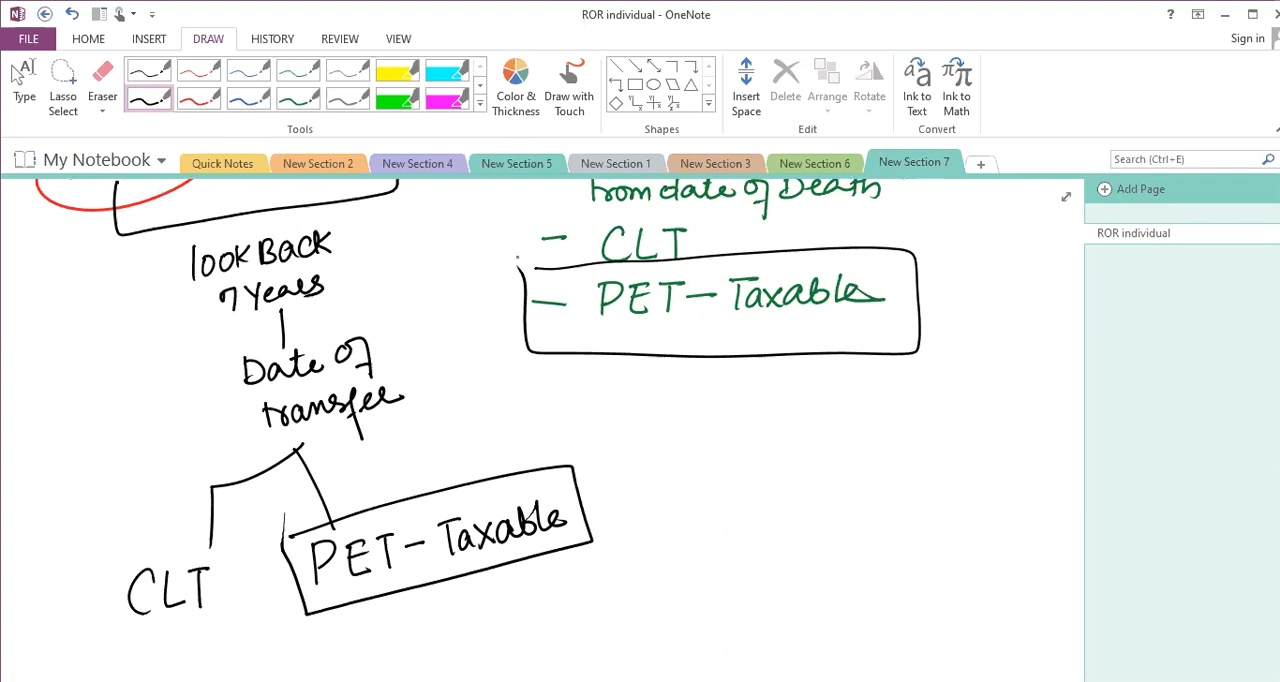 ROR individual - OneNote
Sign in
FILE HOME INSERT DRAW HISTORY REVIEW VIEW
Type
Lasso
Select
Eraser
Color &
Thickness
Draw with
Touch
Insert
Space
Delete
Arrange
Rotate
Ink to
Text
Ink to
Math
Tools
Shapes
Edit
Convert
My Notebook
Quick Notes
New Section 2
New Section 4
New Section 5
New Section 1
New Section 3
New Section 6
New Section 7
Search (Ctrl+E)
Add Page
ROR individual
from date of Death
- CLT
- PET - Taxable
look Back
7 Years
Date of
transfer
CLT
PET - Taxable